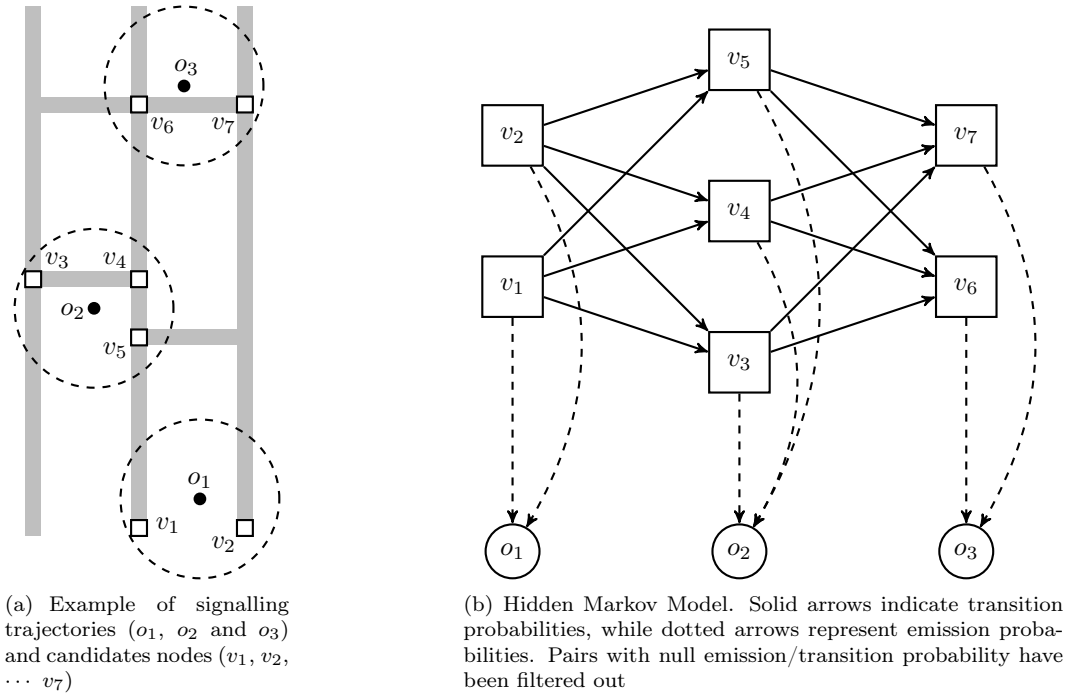 o3
v6
v7
v3
v4
o2
v5
o1
v1
v2
(a) Example of signalling
trajectories (o1, o2 and o3)
and candidates nodes (v1, v2,
⋯ v7)
v5
v2
v7
v4
v1
v6
v3
o1
o2
o3
(b) Hidden Markov Model. Solid arrows indicate transition
probabilities, while dotted arrows represent emission proba-
bilities. Pairs with null emission/transition probability have
been filtered out